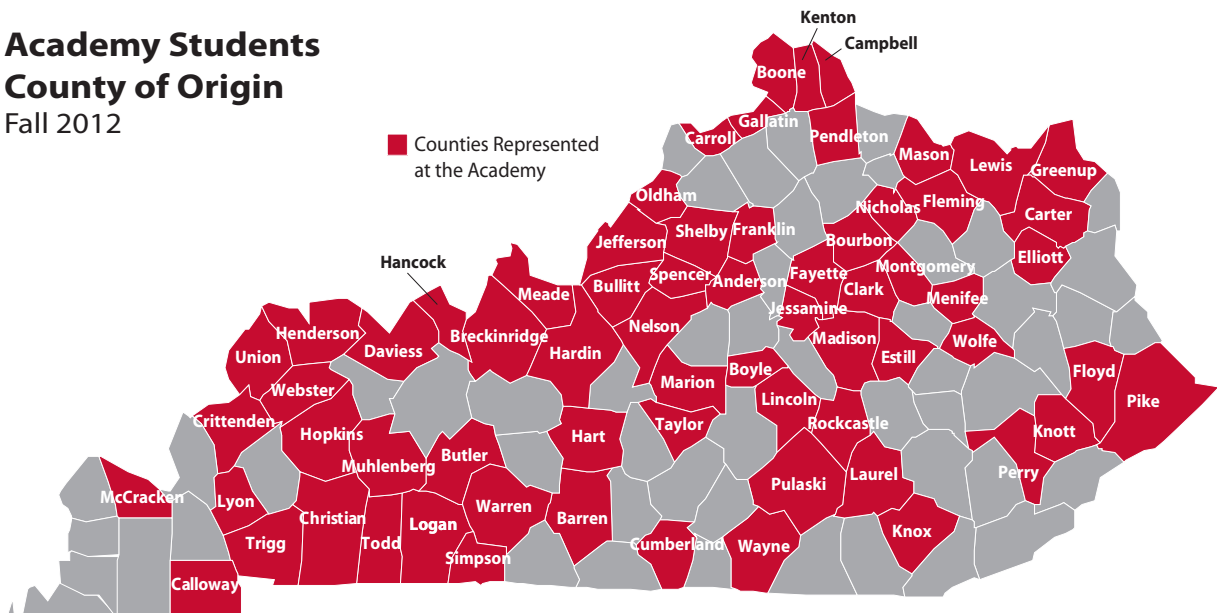 Academy Students
County of Origin
Fall 2012
Counties Represented
at the Academy
Kenton
Campbell
Boone
Gallatin
Carroll
Pendleton
Mason
Lewis
Greenup
Oldham
Nicholas
Fleming
Carter
Shelby
Franklin
Jefferson
Bourbon
Elliott
Hancock
Spencer
Anderson
Fayette
Montgomery
Bullitt
Clark
Meade
Menifee
Jessamine
Henderson
Breckinridge
Nelson
Madison
Wolfe
Union
Daviess
Hardin
Estill
Boyle
Floyd
Webster
Marion
Lincoln
Pike
Crittenden
Hopkins
Hart
Taylor
Rockcastle
Knott
Muhlenberg
Butler
Laurel
Perry
McCracken
Lyon
Pulaski
Warren
Christian
Logan
Barren
Knox
Trigg
Todd
Simpson
Cumberland
Wayne
Calloway